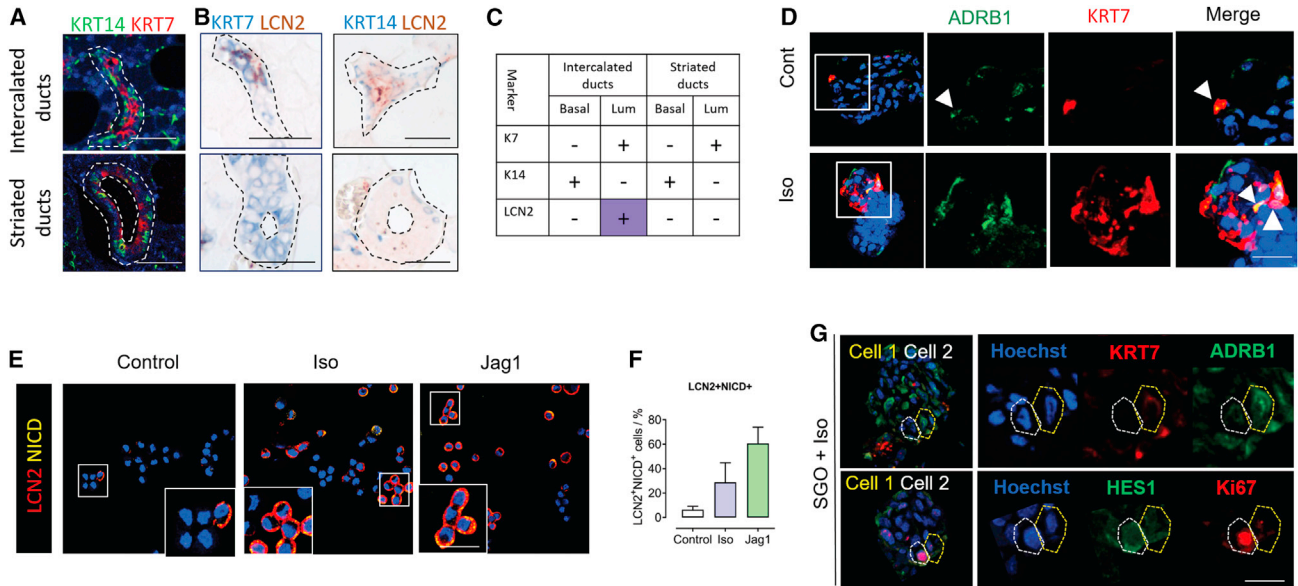 A
KRT14 KRT7
Intercalated
ducts
Striated
ducts
B
KRT7 LCN2
KRT14 LCN2
C
Marker
Intercalated
ducts
Striated
ducts
Basal Lum Basal Lum
K7 - + - +
K14 + - + -
LCN2 - + - -
D
ADRB1 KRT7 Merge
Cont
Iso
E
Control Iso Jag1
LCN2 NICD
F
LCN2+NICD+
LCN2+NICD+ cells / %
80
60
40
20
0
Control Iso Jag1
G
SGO + Iso
Cell 1 Cell 2
Hoechst KRT7 ADRB1
Cell 1 Cell 2
Hoechst HES1 Ki67